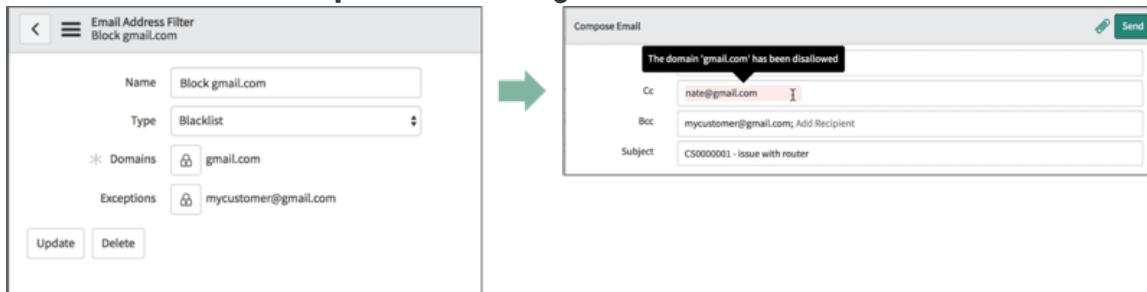 Email Address Filter
Block gmail.com
Name
Block gmail.com
Type
Blacklist
Domains
gmail.com
Exceptions
mycustomer@gmail.com
Update
Delete
Compose Email
Send
The domain 'gmail.com' has been disallowed
Cc
nate@gmail.com
Bcc
mycustomer@gmail.com; Add Recipient
Subject
CS0000001 - issue with router